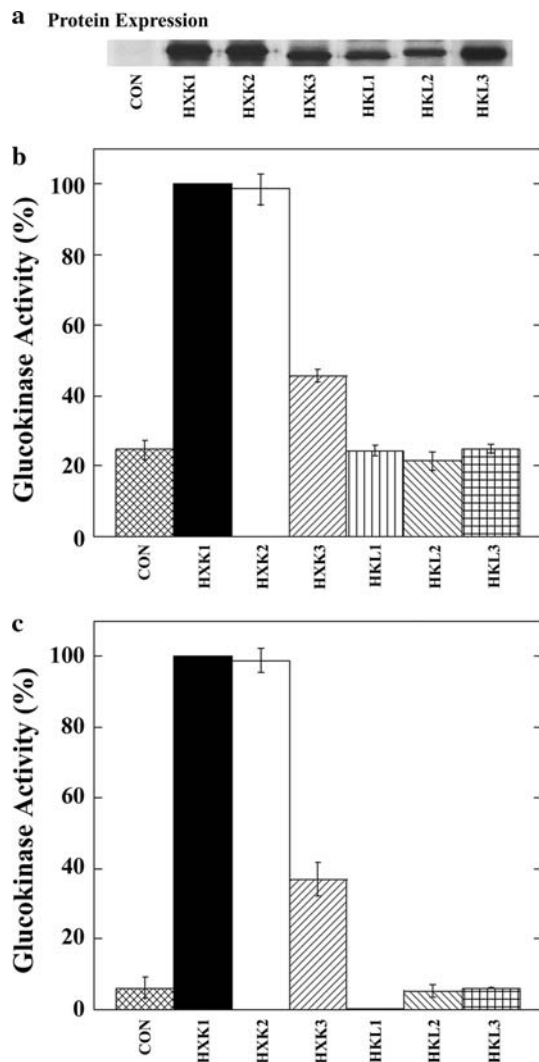 a Protein Expression
CON HXK1 HXK2 HXK3 HKL1 HKL2 HKL3
b
Glucokinase Activity (%)
100
80
60
40
20
0
CON HXK1 HXK2 HXK3 HKL1 HKL2 HKL3
c
Glucokinase Activity (%)
100
80
60
40
20
0
CON HXK1 HXK2 HXK3 HKL1 HKL2 HKL3